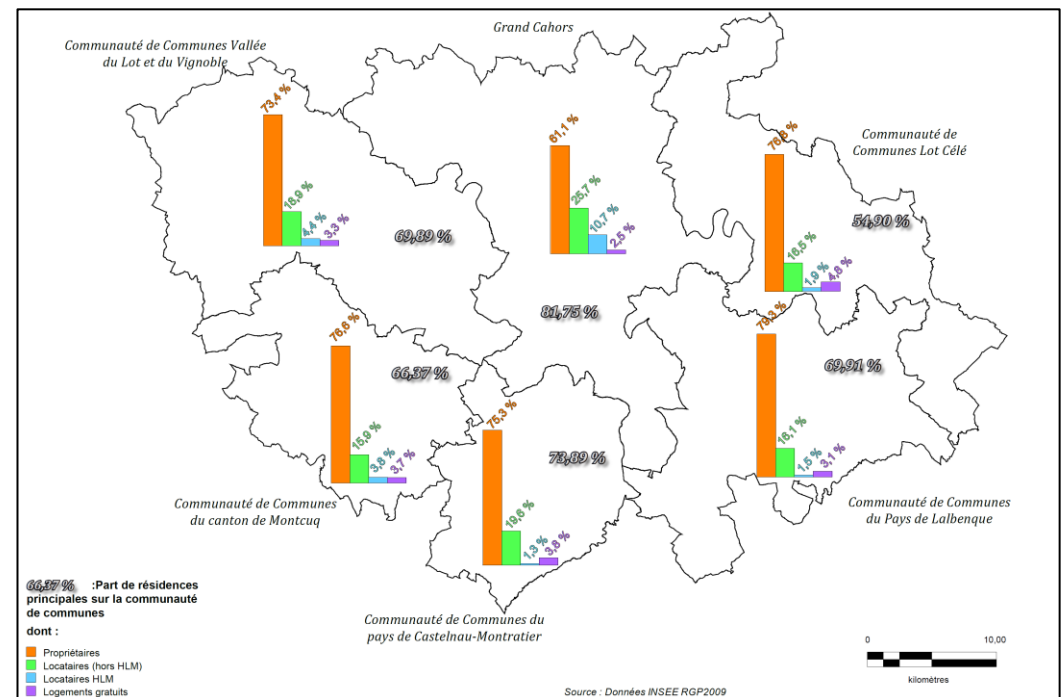 Grand Cahors
Communauté de Communes Vallée
du Lot et du Vignoble
73,4 %
18,9 %
4,4 %
3,3 %
69,89 %
61,1 %
25,7 %
10,7 %
2,5 %
81,75 %
Communauté de
Communes Lot Célé
76,8 %
16,5 %
1,9 %
4,8 %
54,90 %
76,6 %
15,9 %
3,8 %
3,7 %
66,37 %
Communauté de Communes
du canton de Montcuq
75,3 %
19,6 %
1,3 %
3,8 %
73,89 %
Communauté de Communes du
pays de Castelnau-Montratier
79,3 %
16,1 %
1,5 %
3,1 %
69,91 %
Communauté de Communes
du Pays de Lalbenque
66,37 % :Part de résidences
principales sur la communauté
de communes
dont :
Propriétaires
Locataires (hors HLM)
Locataires HLM
Logements gratuits
0 10,00
kilomètres
Source : Données INSEE RGP2009